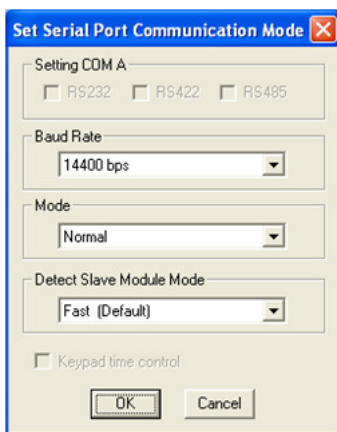 Set Serial Port Communication Mode
Setting COM A
RS232 RS422 RS485
Baud Rate
14400 bps
Mode
Normal
Detect Slave Module Mode
Fast (Default)
Keypad time control
OK Cancel